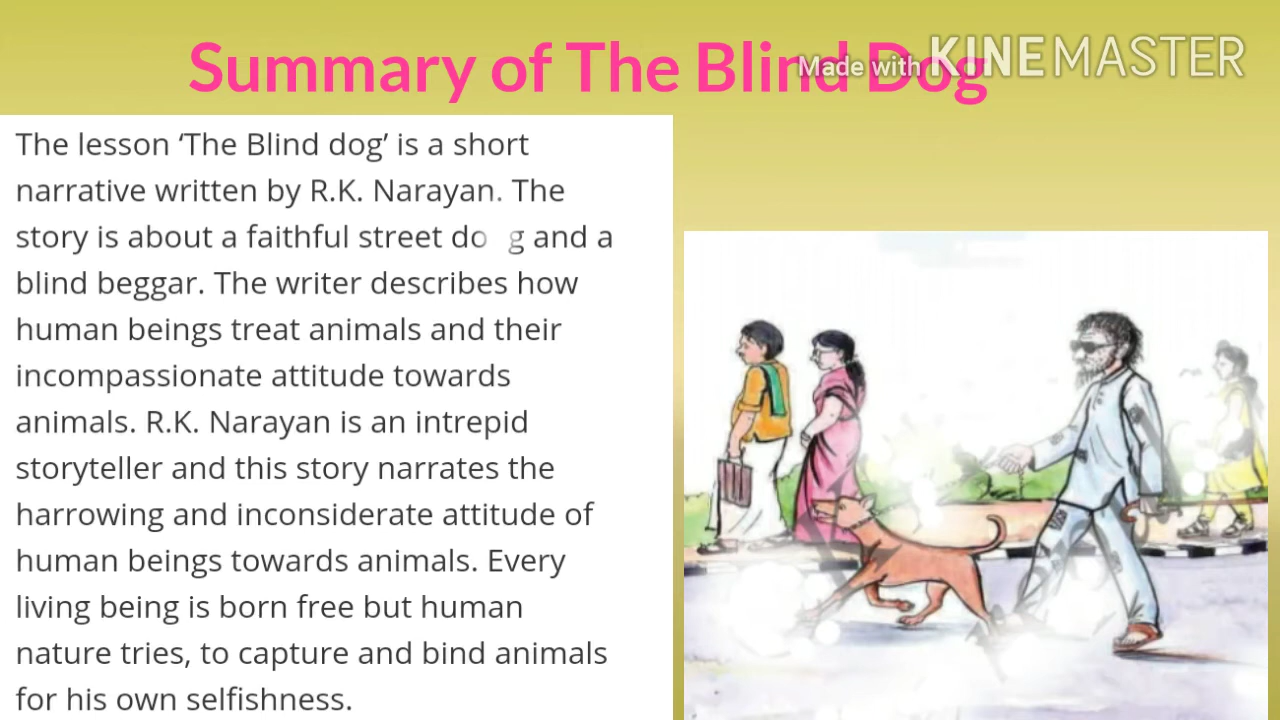 Summary of The Blind Dog
Made with KINEMASTER
The lesson ‘The Blind dog’ is a short
narrative written by R.K. Narayan. The
story is about a faithful street do g and a
blind beggar. The writer describes how
human beings treat animals and their
incompassionate attitude towards
animals. R.K. Narayan is an intrepid
storyteller and this story narrates the
harrowing and inconsiderate attitude of
human beings towards animals. Every
living being is born free but human
nature tries, to capture and bind animals
for his own selfishness.